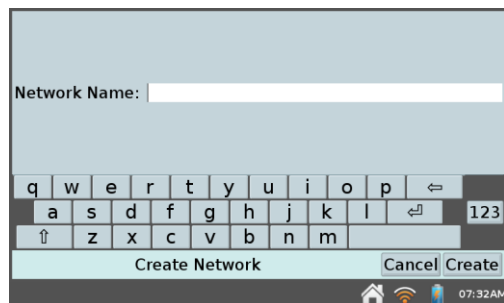 Network Name:
q w e r t y u i o p ⇦
a s d f g h j k l ⏎ 123
⇧ z x c v b n m
Create Network Cancel Create
07:32AM